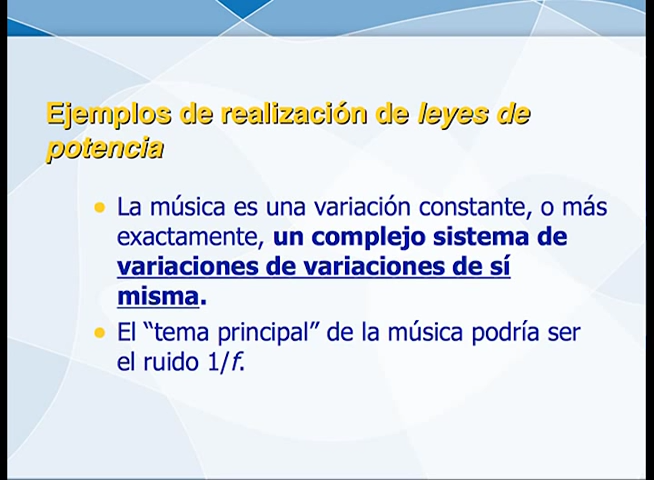 Ejemplos de realización de leyes de
potencia
• La música es una variación constante, o más
exactamente, un complejo sistema de
variaciones de variaciones de sí
misma.
• El “tema principal” de la música podría ser
el ruido 1/f.